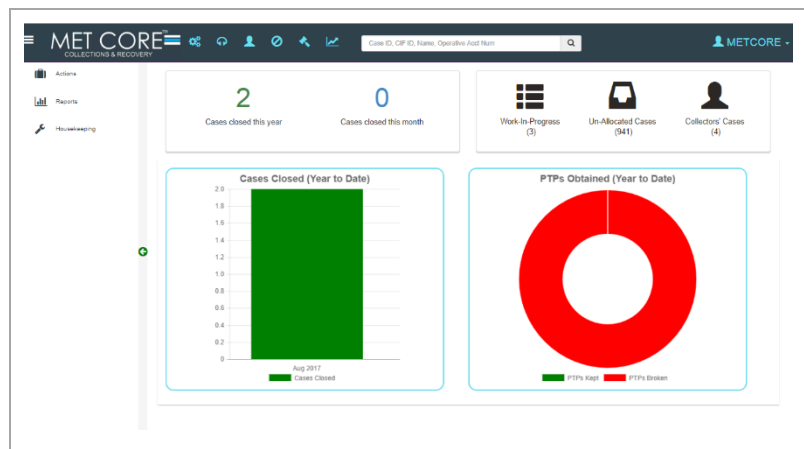 MET CORE
COLLECTIONS & RECOVERY
Case ID, CIF ID, Name, Operative Acct Num
METCORE
Actions
Reports
Housekeeping
2
Cases closed this year
0
Cases closed this month
Work-In-Progress
(3)
Un-Allocated Cases
(941)
Collectors' Cases
(4)
Cases Closed (Year to Date)
2.0
1.8
1.6
1.4
1.2
1.0
0.8
0.6
0.4
0.2
0
Aug 2017
Cases Closed
PTPs Obtained (Year to Date)
PTPs Kept PTPs Broken